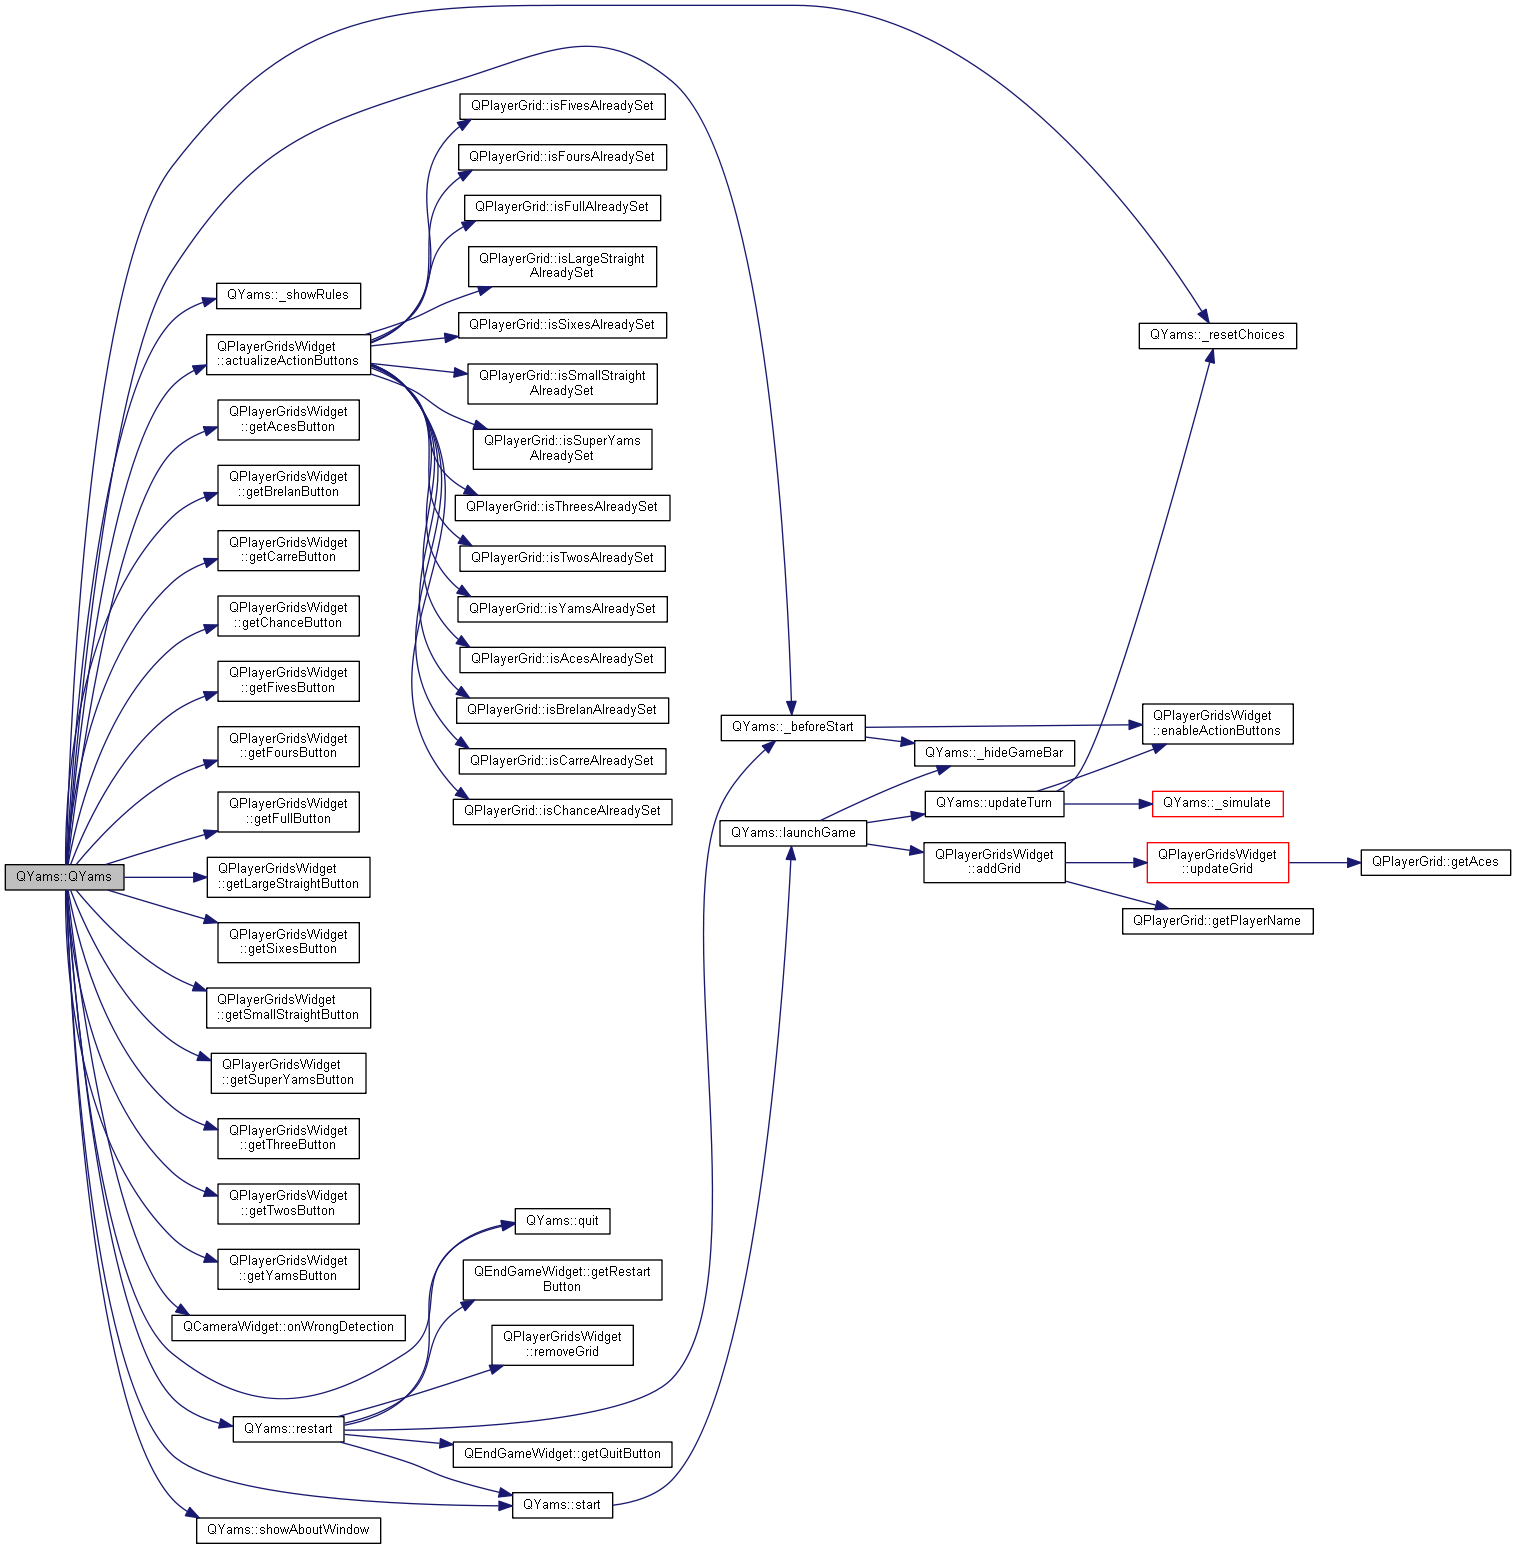 QYams::QYams
QYams::_showRules
QPlayerGridsWidget
::actualizeActionButtons
QPlayerGridsWidget
::getAcesButton
QPlayerGridsWidget
::getBrelanButton
QPlayerGridsWidget
::getCarreButton
QPlayerGridsWidget
::getChanceButton
QPlayerGridsWidget
::getFivesButton
QPlayerGridsWidget
::getFoursButton
QPlayerGridsWidget
::getFullButton
QPlayerGridsWidget
::getLargeStraightButton
QPlayerGridsWidget
::getSixesButton
QPlayerGridsWidget
::getSmallStraightButton
QPlayerGridsWidget
::getSuperYamsButton
QPlayerGridsWidget
::getThreeButton
QPlayerGridsWidget
::getTwosButton
QPlayerGridsWidget
::getYamsButton
QCameraWidget::onWrongDetection
QYams::restart
QYams::showAboutWindow
QPlayerGrid::isFivesAlreadySet
QPlayerGrid::isFoursAlreadySet
QPlayerGrid::isFullAlreadySet
QPlayerGrid::isLargeStraight
AlreadySet
QPlayerGrid::isSixesAlreadySet
QPlayerGrid::isSmallStraight
AlreadySet
QPlayerGrid::isSuperYams
AlreadySet
QPlayerGrid::isThreesAlreadySet
QPlayerGrid::isTwosAlreadySet
QPlayerGrid::isYamsAlreadySet
QPlayerGrid::isAcesAlreadySet
QPlayerGrid::isBrelanAlreadySet
QPlayerGrid::isCarreAlreadySet
QPlayerGrid::isChanceAlreadySet
QYams::quit
QEndGameWidget::getRestart
Button
QPlayerGridsWidget
::removeGrid
QEndGameWidget::getQuitButton
QYams::start
QYams::_beforeStart
QYams::launchGame
QYams::_hideGameBar
QYams::updateTurn
QPlayerGridsWidget
::addGrid
QYams::_resetChoices
QPlayerGridsWidget
::enableActionButtons
QYams::_simulate
QPlayerGridsWidget
::updateGrid
QPlayerGrid::getPlayerName
QPlayerGrid::getAces